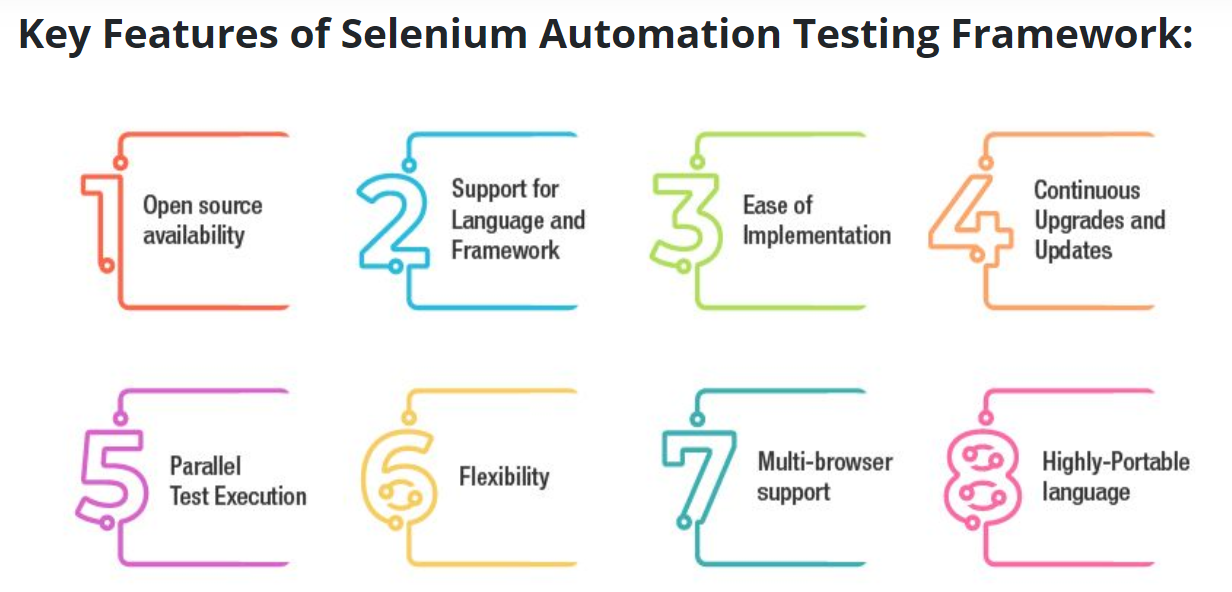 Key Features of Selenium Automation Testing Framework:
1
Open source
availability
2
Support for
Language and
Framework
3
Ease of
Implementation
4
Continuous
Upgrades and
Updates
5
Parallel
Test Execution
6
Flexibility
7
Multi-browser
support
8
Highly-Portable
language